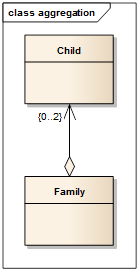 class aggregation
Child
{0..2}
Family